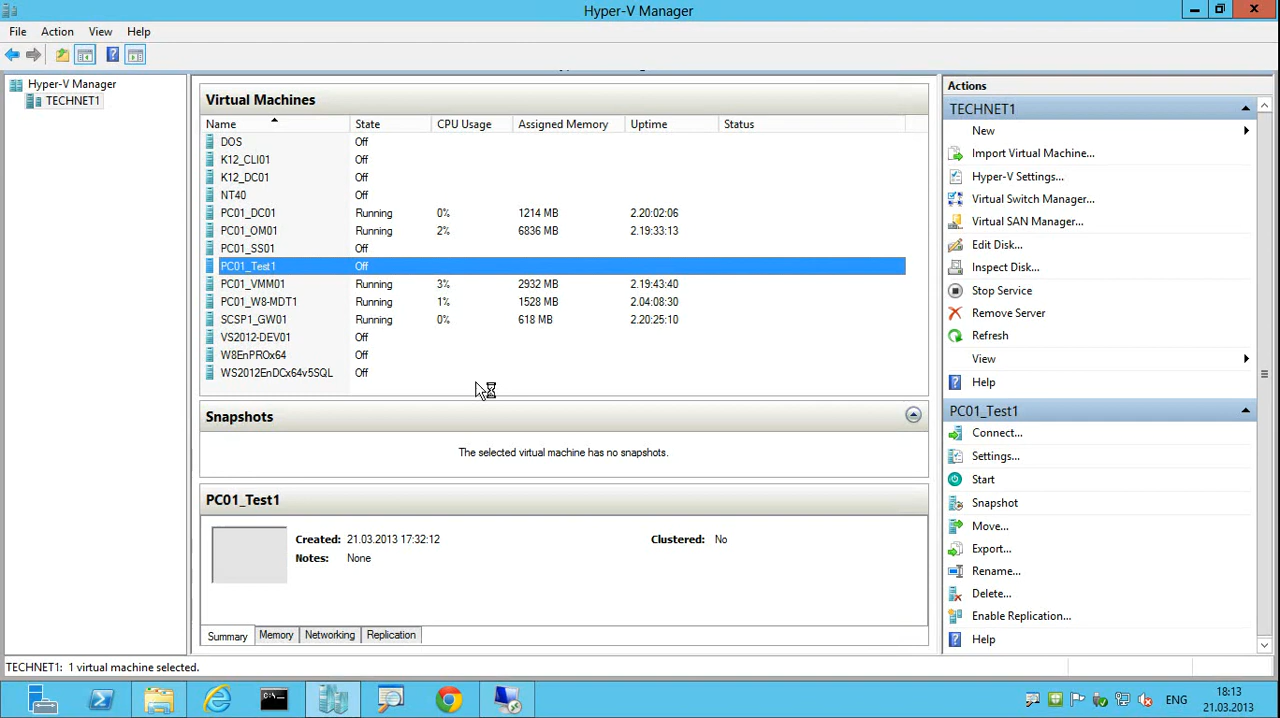 Hyper-V Manager
File Action View Help
Hyper-V Manager
TECHNET1
Virtual Machines
Name State CPU Usage Assigned Memory Uptime Status
DOS Off
K12_CLI01 Off
K12_DC01 Off
NT40 Off
PC01_DC01 Running 0% 1214 MB 2.20:02:06
PC01_OM01 Running 2% 6836 MB 2.19:33:13
PC01_SS01 Off
PC01_Test1 Off
PC01_VMM01 Running 3% 2932 MB 2.19:43:40
PC01_W8-MDT1 Running 1% 1528 MB 2.04:08:30
SCSP1_GW01 Running 0% 618 MB 2.20:25:10
VS2012-DEV01 Off
W8EnPROx64 Off
WS2012EnDCx64v5SQL Off
Snapshots
The selected virtual machine has no snapshots.
PC01_Test1
Created: 21.03.2013 17:32:12 Clustered: No
Notes: None
Summary Memory Networking Replication
Actions
TECHNET1
New
Import Virtual Machine...
Hyper-V Settings...
Virtual Switch Manager...
Virtual SAN Manager...
Edit Disk...
Inspect Disk...
Stop Service
Remove Server
Refresh
View
Help
PC01_Test1
Connect...
Settings...
Start
Snapshot
Move...
Export...
Rename...
Delete...
Enable Replication...
Help
TECHNET1: 1 virtual machine selected.
ENG
18:13
21.03.2013